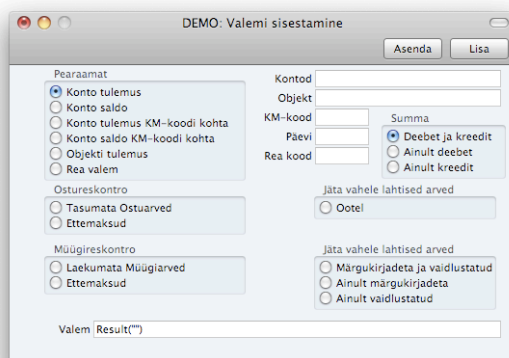 DEMO: Valemi sisestamine
Asenda
Lisa
Pearaamat
Konto tulemus
Konto saldo
Konto tulemus KM-koodi kohta
Konto saldo KM-koodi kohta
Objekti tulemus
Rea valem
Kontod
Objekt
KM-kood
Päevi
Rea kood
Summa
Deebet ja kreedit
Ainult deebet
Ainult kreedit
Ostureskontro
Tasumata Ostuarved
Ettemaksud
Jäta vahele lahtised arved
Ootel
Müügireskontro
Laekumata Müügiarved
Ettemaksud
Jäta vahele lahtised arved
Märgukirjadeta ja vaidlustatud
Ainult märgukirjadeta
Ainult vaidlustatud
Valem Result("")